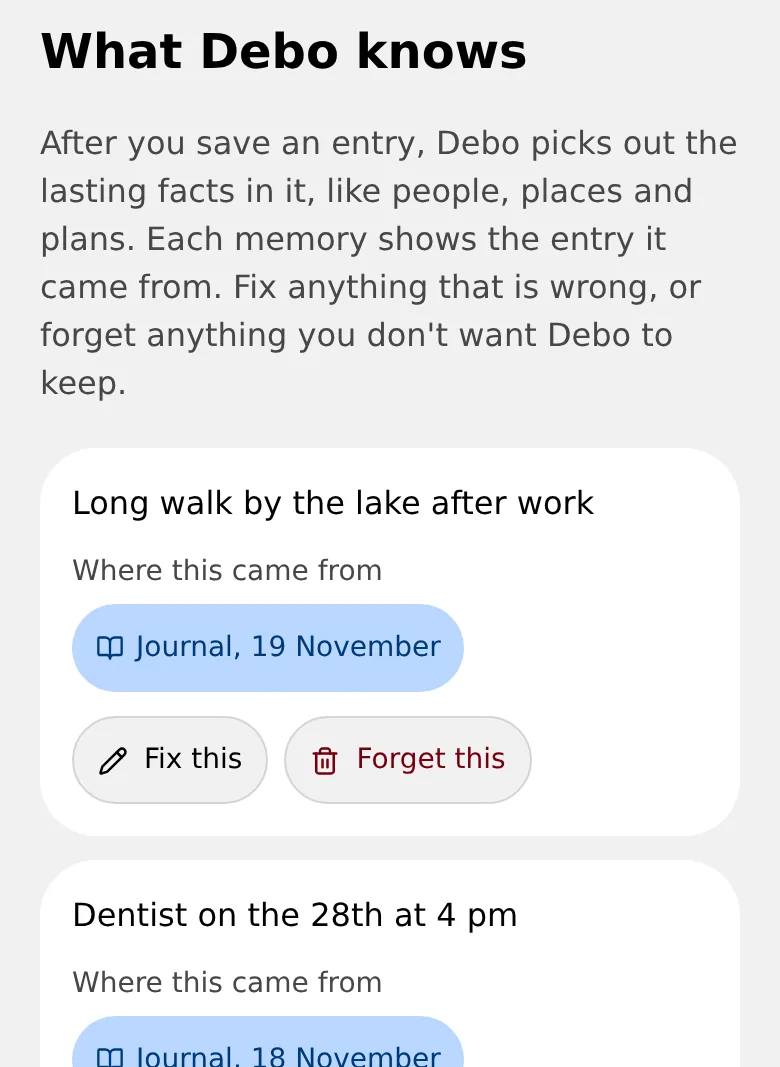 What Debo knows
After you save an entry, Debo picks out the
lasting facts in it, like people, places and
plans. Each memory shows the entry it
came from. Fix anything that is wrong, or
forget anything you don't want Debo to
keep.
Long walk by the lake after work
Where this came from
Journal, 19 November
Fix this
Forget this
Dentist on the 28th at 4 pm
Where this came from
Journal, 18 November